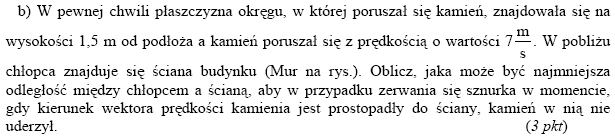 b) W pewnej chwili płaszczyzna okręgu, w której poruszał się kamień, znajdowała się na
wysokości 1,5 m od podłoża a kamień poruszał się z prędkością o wartości 7 m/s. W pobliżu
chłopca znajduje się ściana budynku (Mur na rys.). Oblicz, jaka może być najmniejsza
odległość między chłopcem a ścianą, aby w przypadku zerwania się sznurka w momencie,
gdy kierunek wektora prędkości kamienia jest prostopadły do ściany, kamień w nią nie
uderzył. (3 pkt)